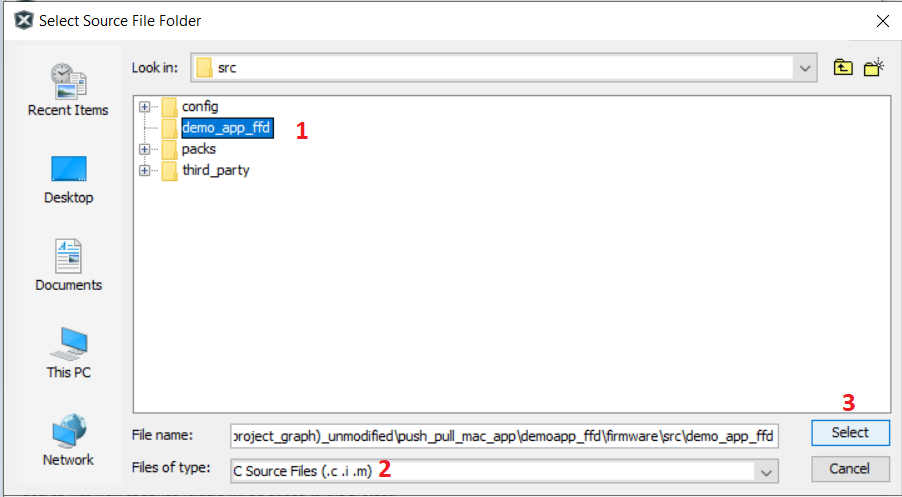 Select Source File Folder
Look in: src
Recent Items
Desktop
Documents
This PC
Network
config
demo_app_ffd 1
packs
third_party
3
File name: project_graph)_unmodified\push_pull_mac_app\demoapp_ffd\firmware\src\demo_app_ffd Select
Files of type: C Source Files (.c .i .m) 2 Cancel